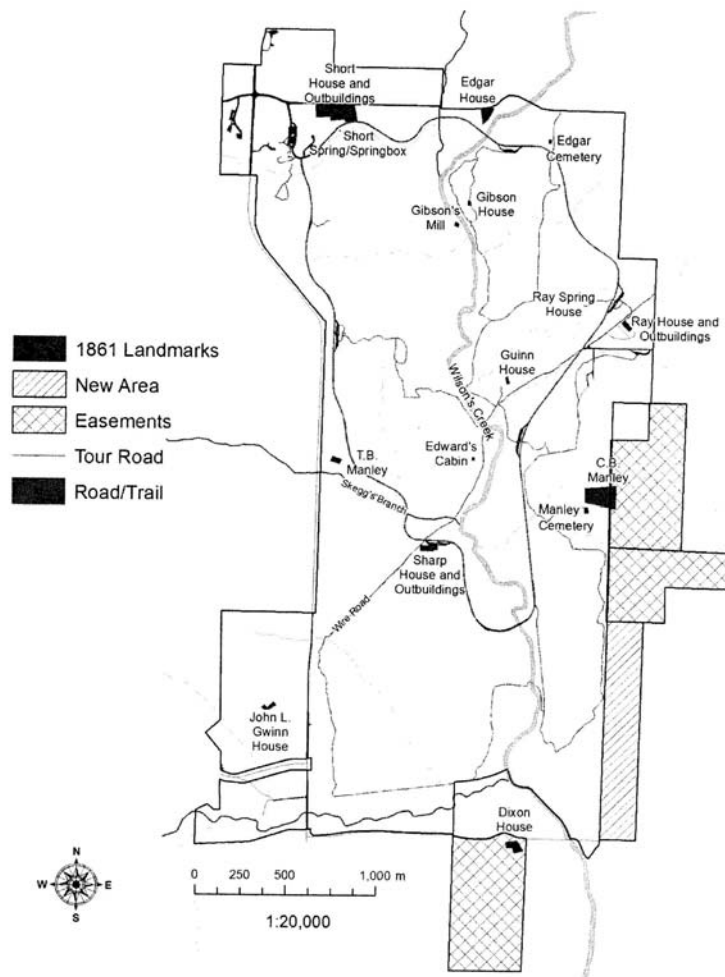 Short
House and
Outbuildings
Edgar
House
Short
Spring/Springbox
Edgar
Cemetery
Gibson
House
Gibson's
Mill
Ray Spring
House
Ray House and
Outbuildings
Guinn
House
Wilson's Creek
1861 Landmarks
New Area
Easements
Tour Road
Road/Trail
T.B.
Manley
Edward's
Cabin
C.B.
Manley
Skegg's Branch
Manley
Cemetery
Sharp
House and
Outbuildings
Wire Road
John L.
Gwinn
House
Dixon
House
N
W
E
S
0 250 500 1,000 m
1:20,000